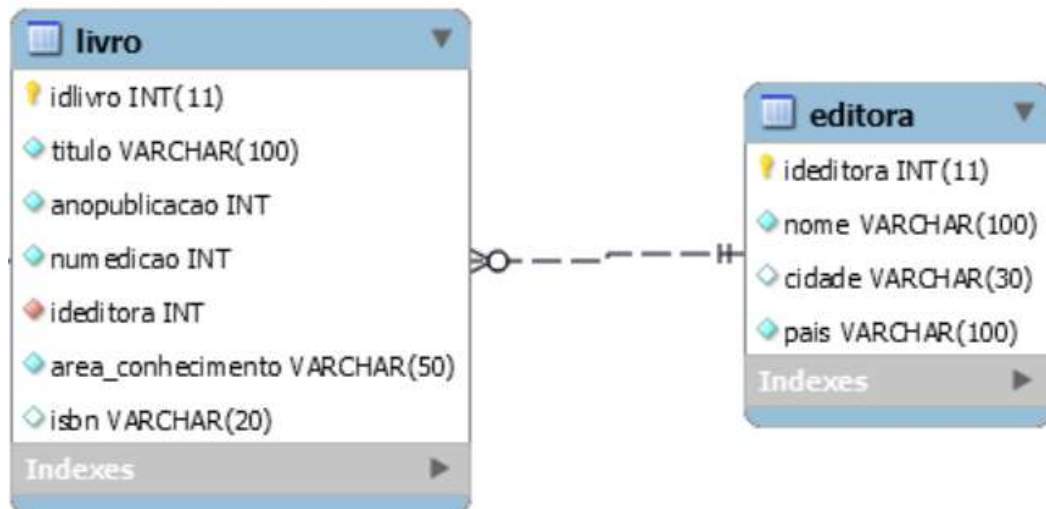 livro
idlivro INT(11)
titulo VARCHAR(100)
anopublicacao INT
numedicao INT
ideditora INT
area_conhecimento VARCHAR(50)
isbn VARCHAR(20)
Indexes
editora
ideditora INT(11)
nome VARCHAR(100)
cidade VARCHAR(30)
pais VARCHAR(100)
Indexes